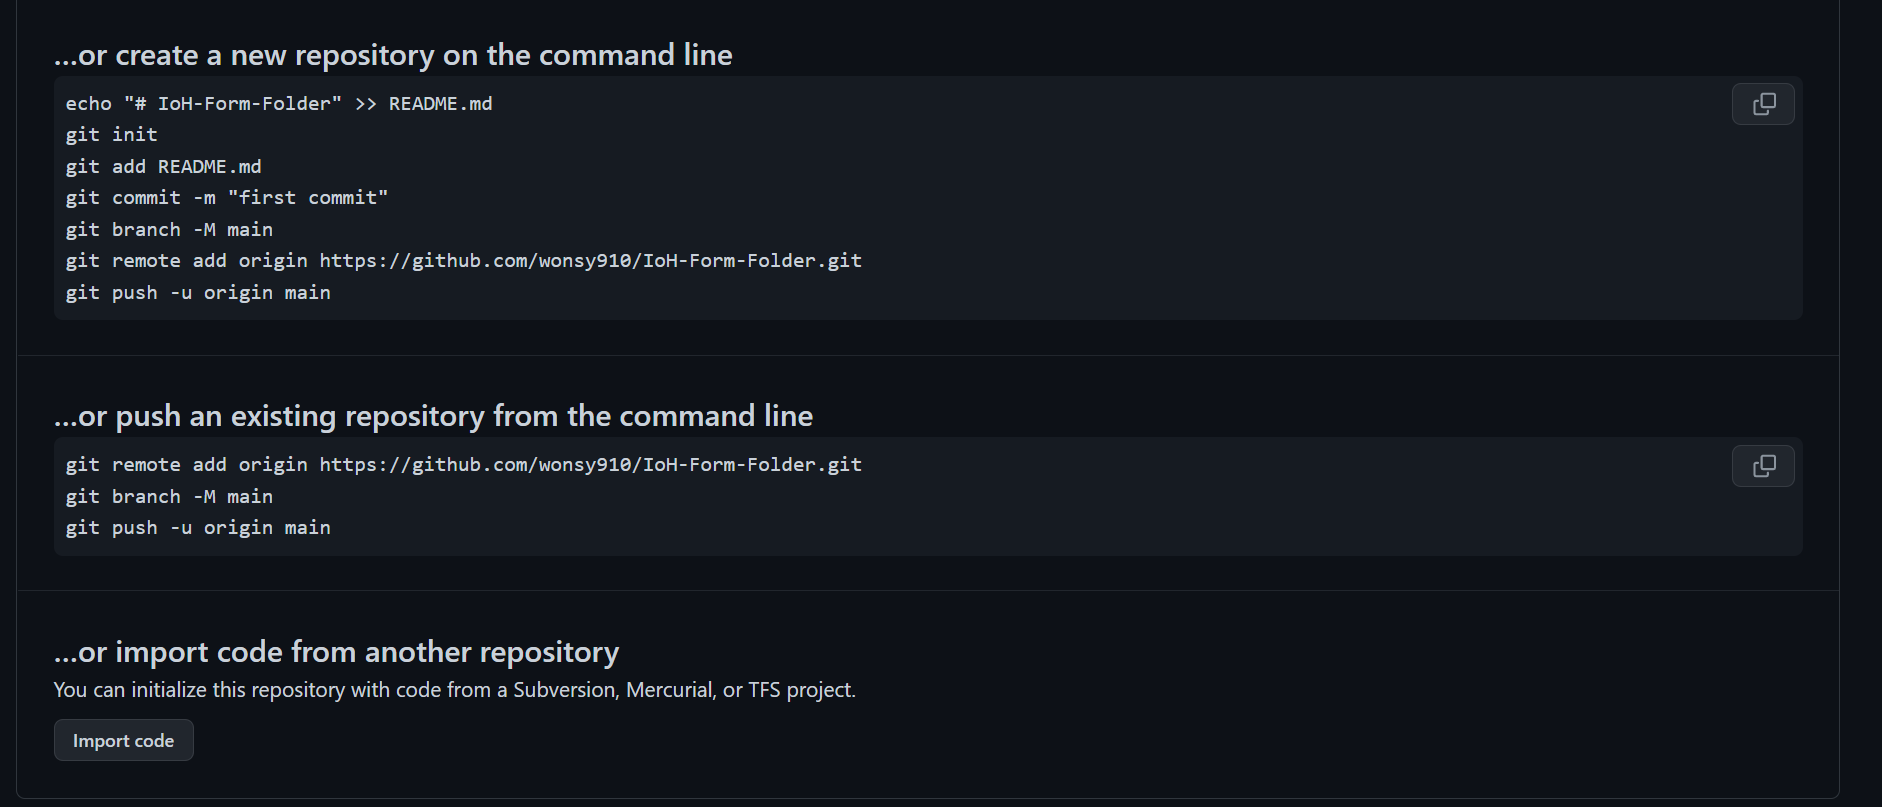 ...or create a new repository on the command line
echo "# IoH-Form-Folder" >> README.md
git init
git add README.md
git commit -m "first commit"
git branch -M main
git remote add origin https://github.com/wonsy910/IoH-Form-Folder.git
git push -u origin main
...or push an existing repository from the command line
git remote add origin https://github.com/wonsy910/IoH-Form-Folder.git
git branch -M main
git push -u origin main
...or import code from another repository
You can initialize this repository with code from a Subversion, Mercurial, or TFS project.
Import code